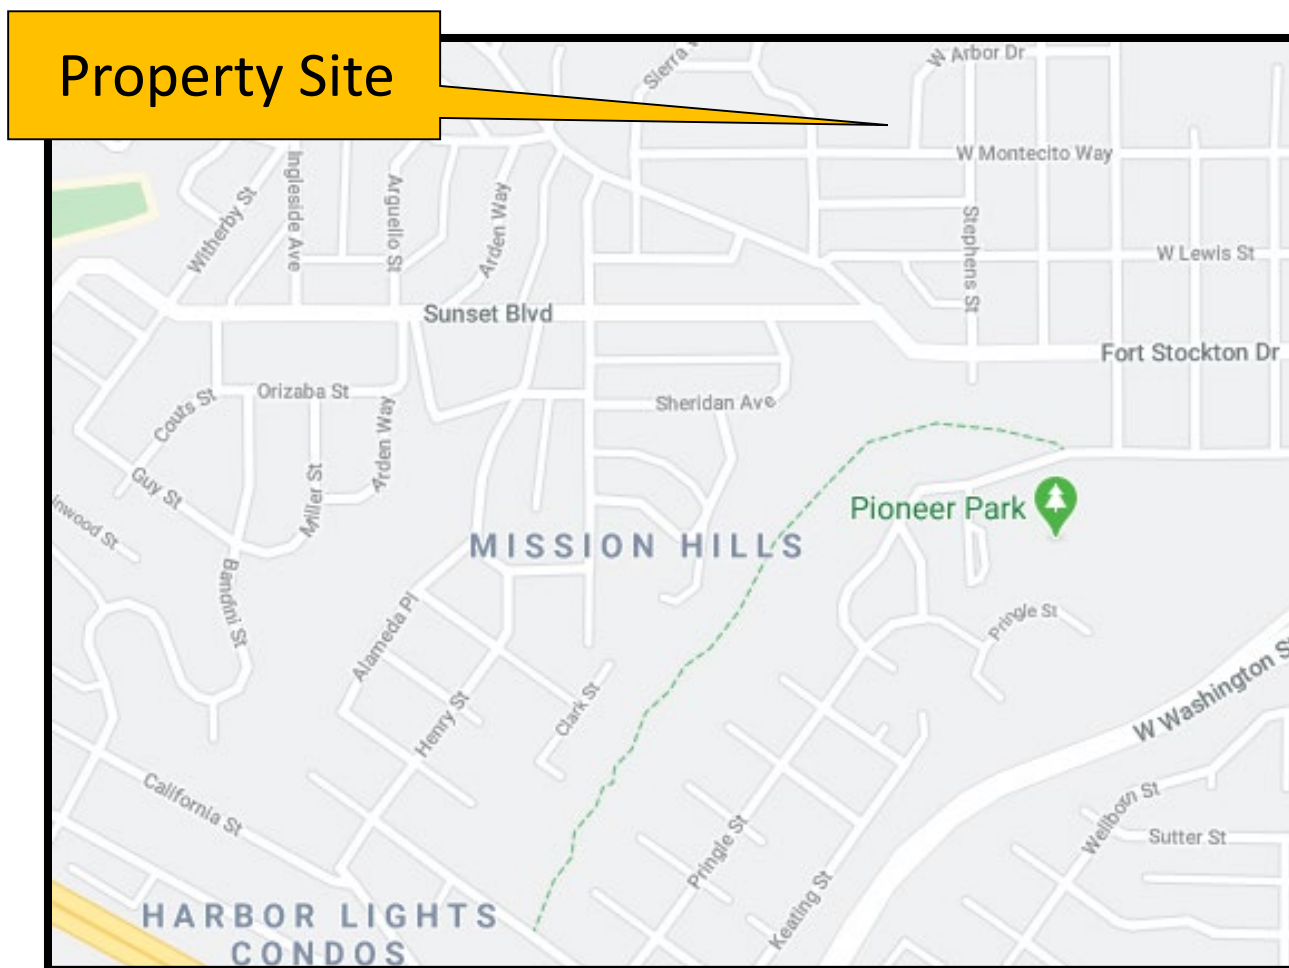 Property Site
Sierra
W Arbor Dr
W Montecito Way
Witherby St
Ingleside Ave
Arguello St
Arden Way
Stephens St
W Lewis St
Sunset Blvd
Fort Stockton Dr
Orizaba St
Couts St
Sheridan Ave
Arden Way
Guy St
Miller St
Pioneer Park
inwood St
MISSION HILLS
Bandini St
Alameda Pl
Pringle St
W Washington S
Henry St
Clark St
California St
Wellborn St
Sutter St
Pringle St
Keating St
HARBOR LIGHTS
CONDOS